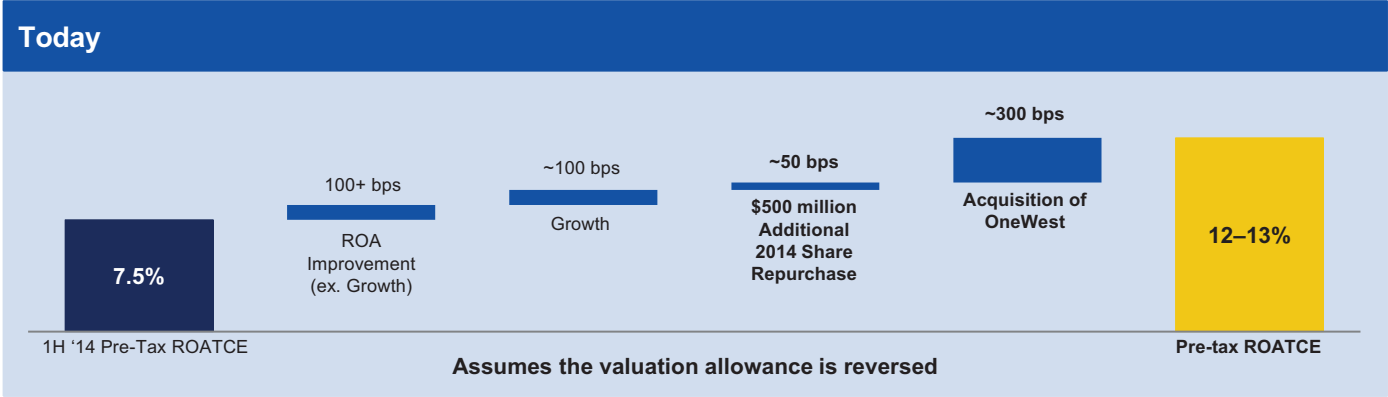 Today
7.5%
1H ‘14 Pre-Tax ROATCE
100+ bps
ROA
Improvement
(ex. Growth)
~100 bps
Growth
~50 bps
$500 million
Additional
2014 Share
Repurchase
~300 bps
Acquisition of
OneWest
12–13%
Pre-tax ROATCE
Assumes the valuation allowance is reversed